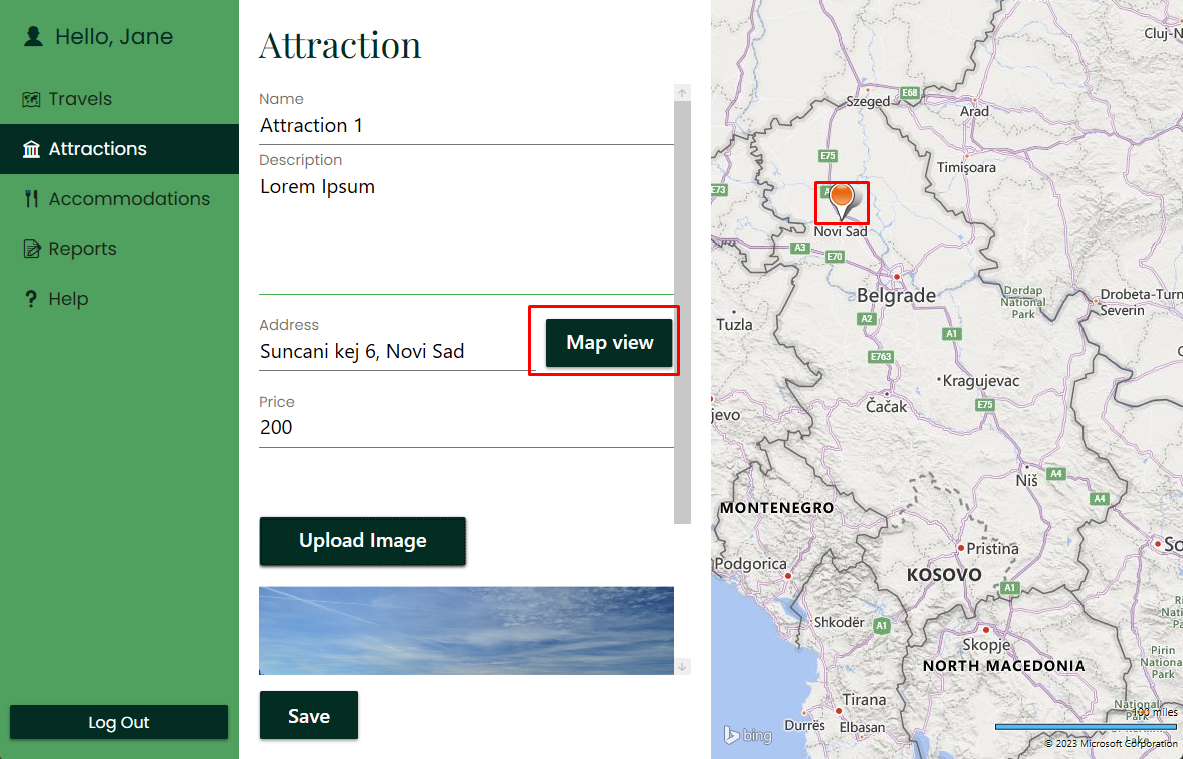 Hello, Jane
Travels
Attractions
Accommodations
Reports
Help
Log Out
Attraction
Name
Attraction 1
Description
Lorem Ipsum
Address
Suncani kej 6, Novi Sad
Map view
Price
200
Upload Image
Save
Cluj-N
Szeged
E68
Arad
E75
Timișoara
E73
Novi Sad
A3
E70
Belgrade
Derdap
National
Park
Drobeta-Turn
Severin
Tuzla
A2
A1
E763
Kragujevac
Čačak
E75
jevo
Niš
A4
A4
MONTENEGRO
Priština
Podgorica
KOSOVO
A1
Shkodër
A1
Skopje
NORTH MACEDONIA
Pirin
National
Park
Tirana
Durrës
Elbasan
National
Park
100 miles
bing
© 2023 Microsoft Corporation